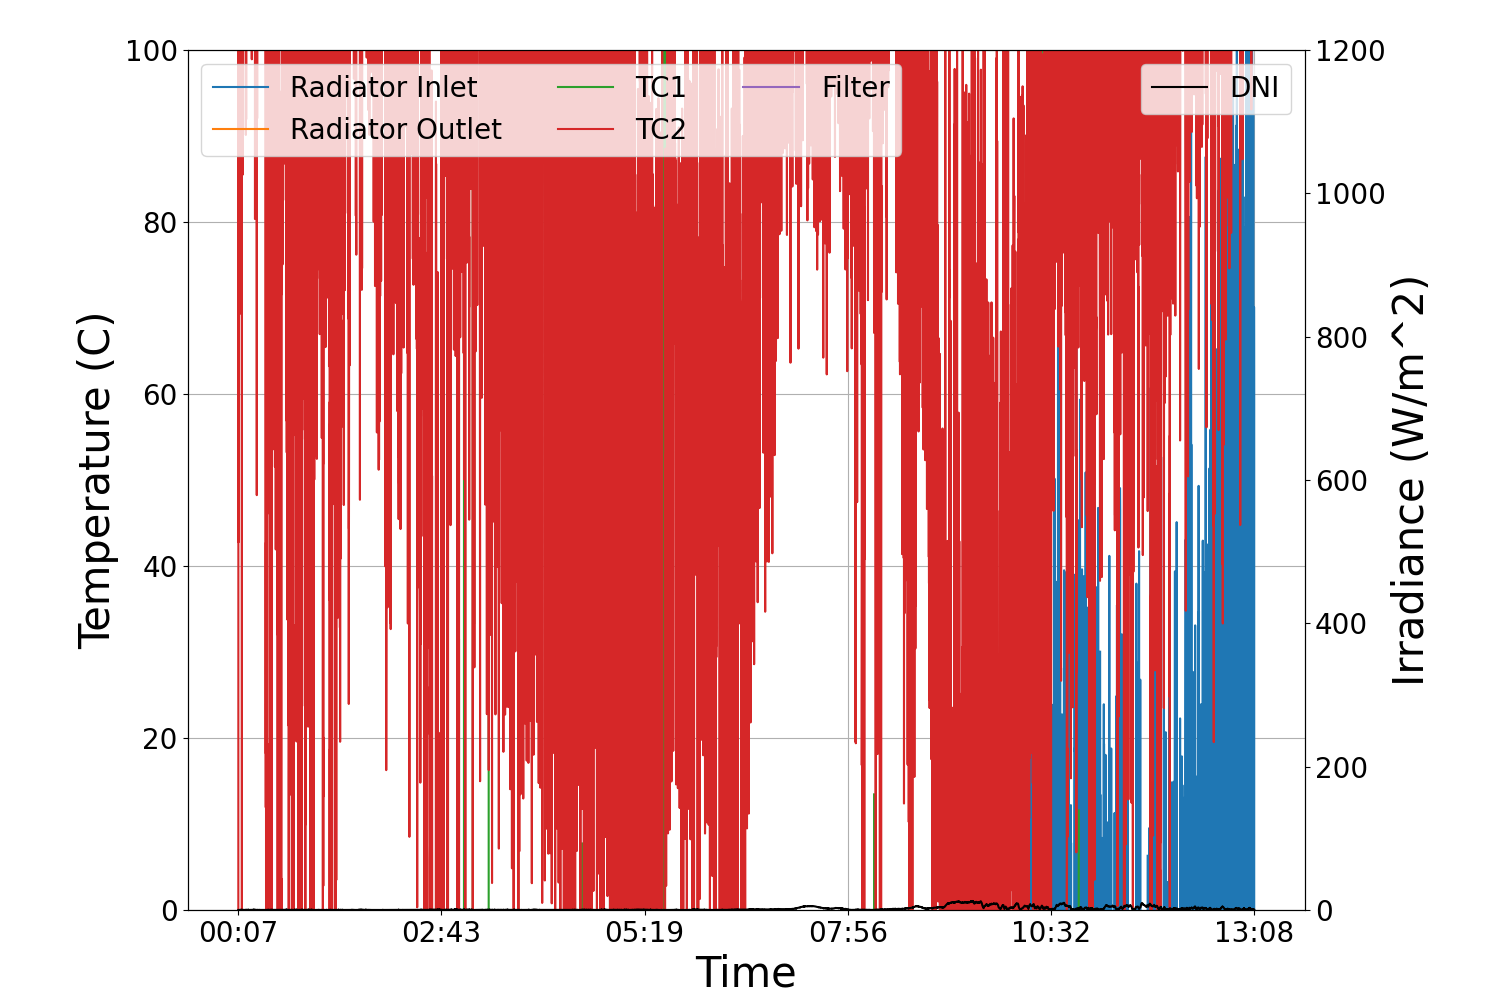 Radiator Inlet
Radiator Outlet
TC1
TC2
Filter
DNI
100
80
60
40
20
0
Temperature (C)
1200
1000
800
600
400
200
0
Irradiance (W/m^2)
00:07 02:43 05:19 07:56 10:32 13:08
Time